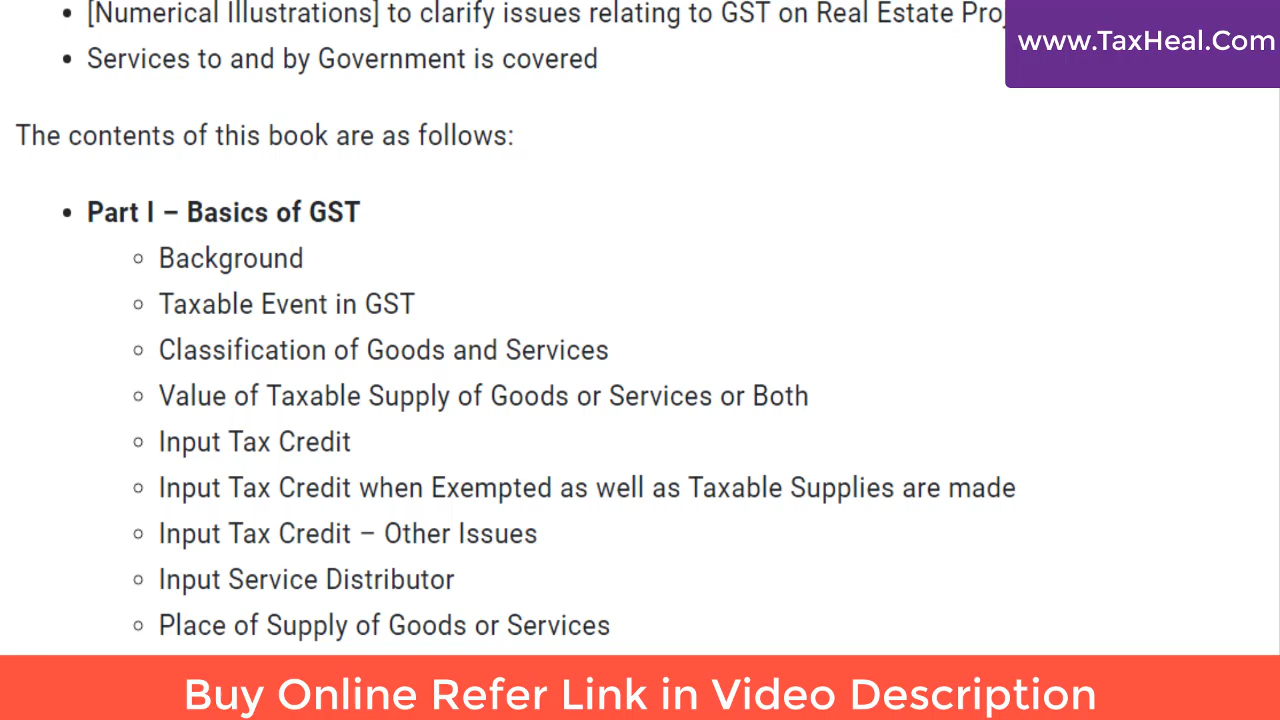 • [Numerical Illustrations] to clarify issues relating to GST on Real Estate
www.TaxHeal.Com
• Services to and by Government is covered
The contents of this book are as follows:
• Part I – Basics of GST
◦ Background
◦ Taxable Event in GST
◦ Classification of Goods and Services
◦ Value of Taxable Supply of Goods or Services or Both
◦ Input Tax Credit
◦ Input Tax Credit when Exempted as well as Taxable Supplies are made
◦ Input Tax Credit – Other Issues
◦ Input Service Distributor
◦ Place of Supply of Goods or Services
Buy Online Refer Link in Video Description